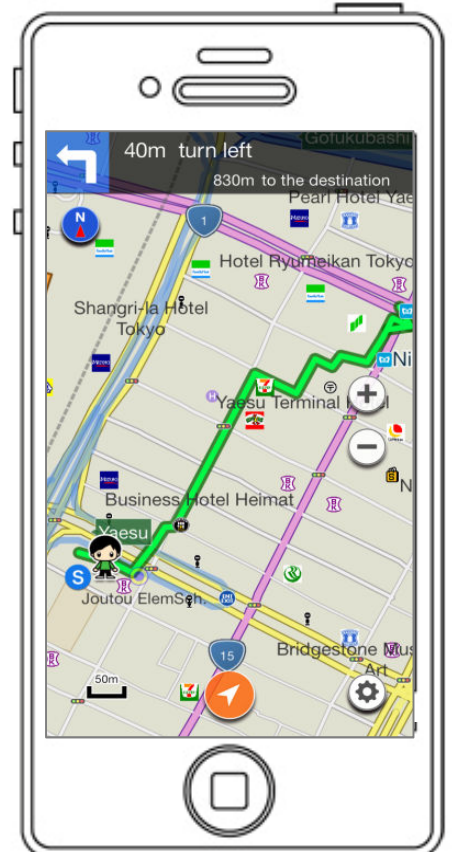 Gofukubashi
40m turn left
830m to the destination
Pearl Hotel Yae
N
1
Hotel Ryumeikan Tokyo
Shangri-la Hotel
Tokyo
Ni
Yaesu Terminal
Business Hotel Heimat
N
Yaesu
S
Joutou ElemSch.
15
Bridgestone Mus
Art
50m